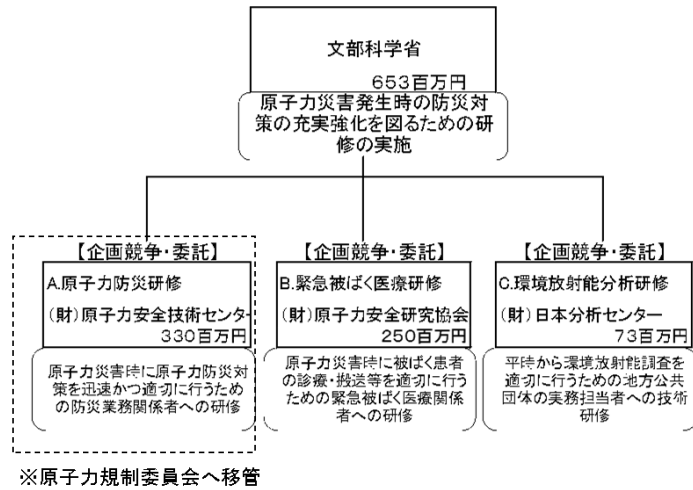 文部科学省
653百万円
原子力災害発生時の防災対
策の充実強化を図るための研
修の実施
【企画競争・委託】
A.原子力防災研修
(財)原子力安全技術センター
330百万円
原子力災害時に原子力防災対
策を迅速かつ適切に行うため
の防災業務関係者への研修
【企画競争・委託】
B.緊急被ばく医療研修
(財)原子力安全研究協会
250百万円
原子力災害時に被ばく患者
の診療・搬送等を適切に行う
ための緊急被ばく医療関係
者への研修
【企画競争・委託】
C.環境放射能分析研修
(財)日本分析センター
73百万円
平時から環境放射能調査を
適切に行うための地方公共
団体の実務担当者への技術
研修
※原子力規制委員会へ移管